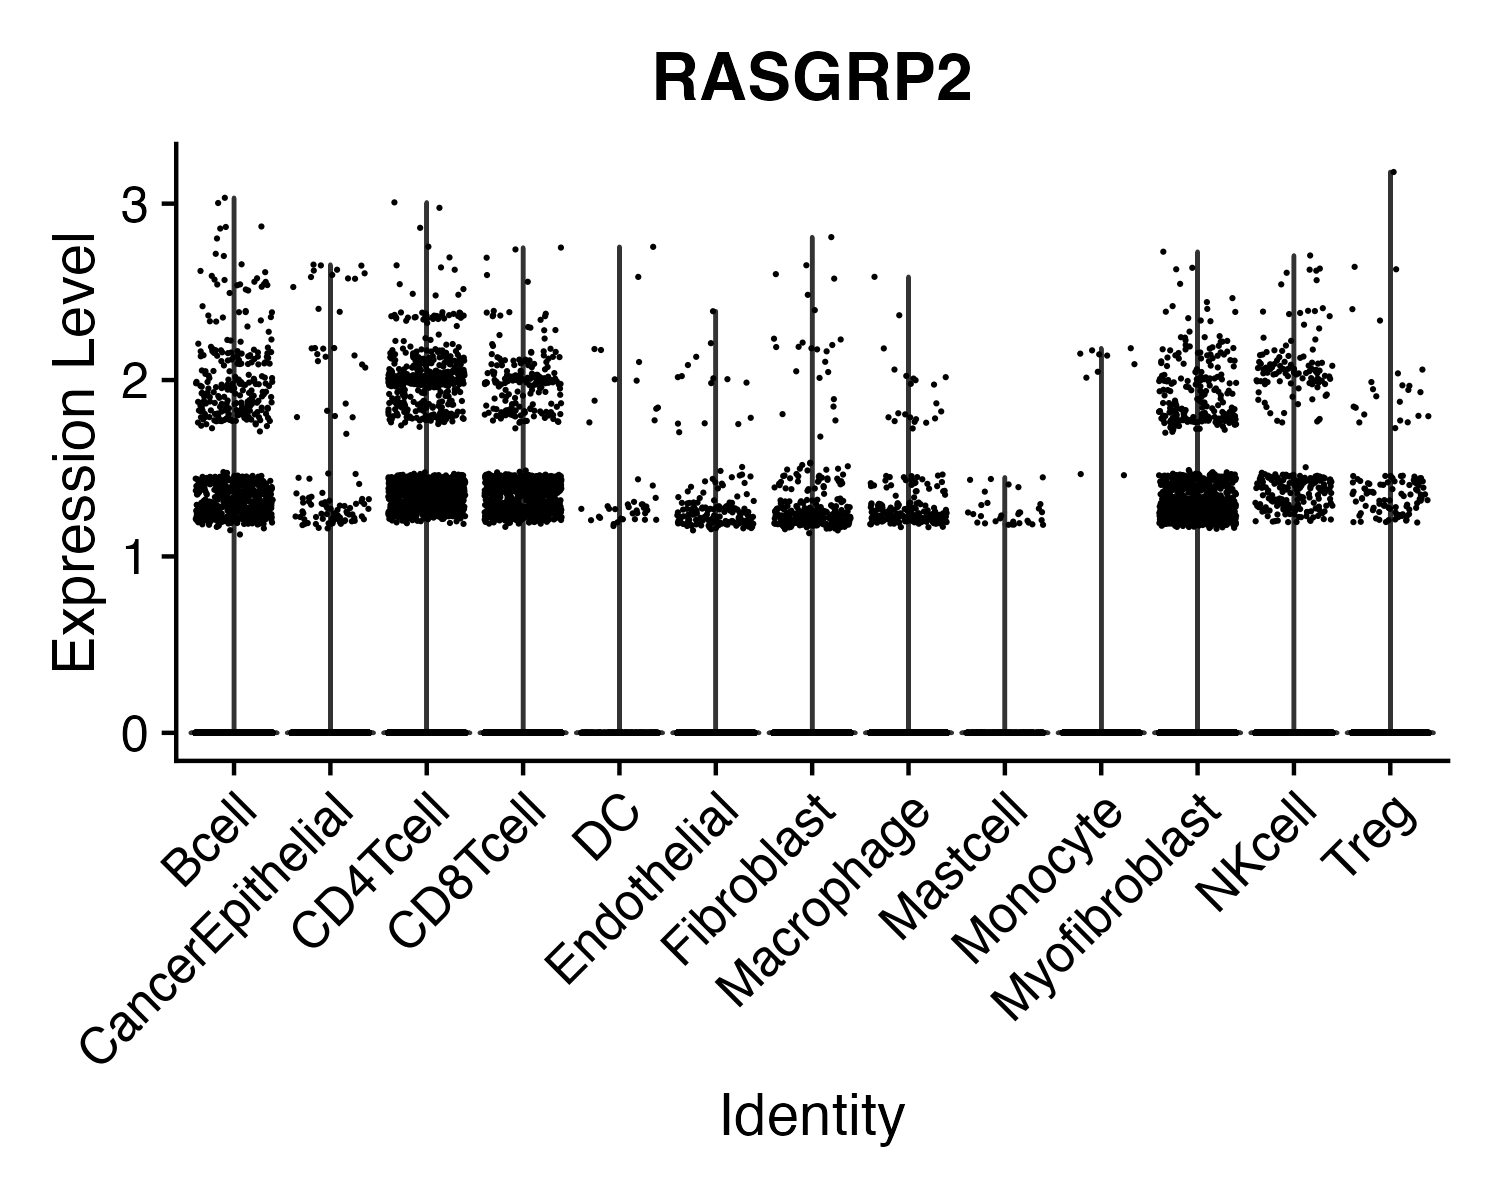 RASGRP2
Expression Level
3
2
1
0
Bcell
CancerEpithelial
CD4Tcell
CD8Tcell
DC
Endothelial
Fibroblast
Macrophage
Mastcell
Monocyte
Myofibroblast
NKcell
Treg
Identity